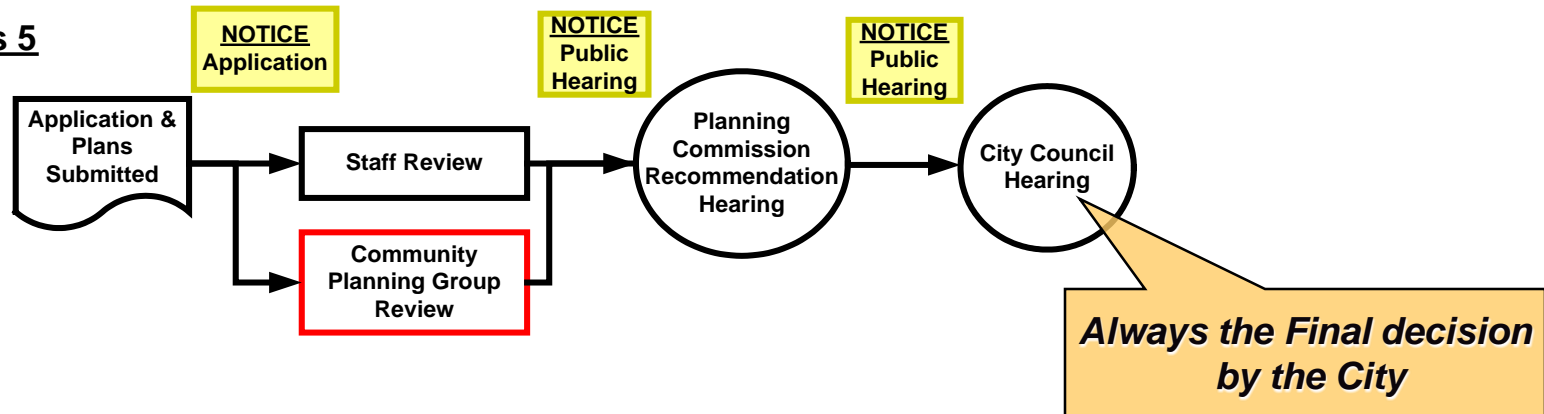 s 5
NOTICE
Application
NOTICE
Public
Hearing
NOTICE
Public
Hearing
Application &
Plans
Submitted
Staff Review
Community
Planning Group
Review
Planning
Commission
Recommendation
Hearing
City Council
Hearing
Always the Final decision
by the City